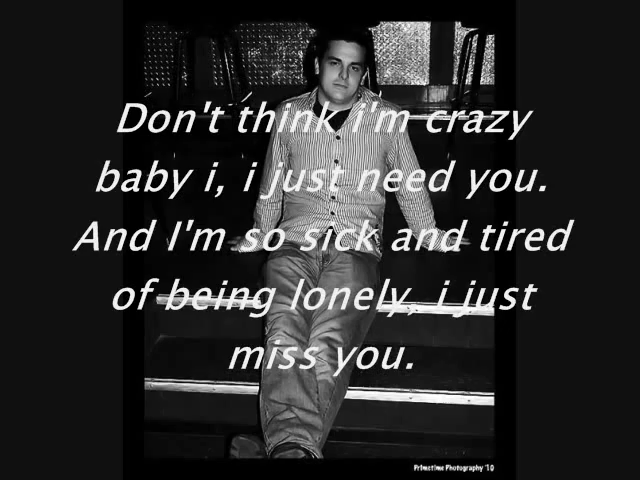 Don't think i'm crazy
baby i, i just need you.
And I'm so sick and tired
of being lonely, i just
miss you.
Primetime Photography '10